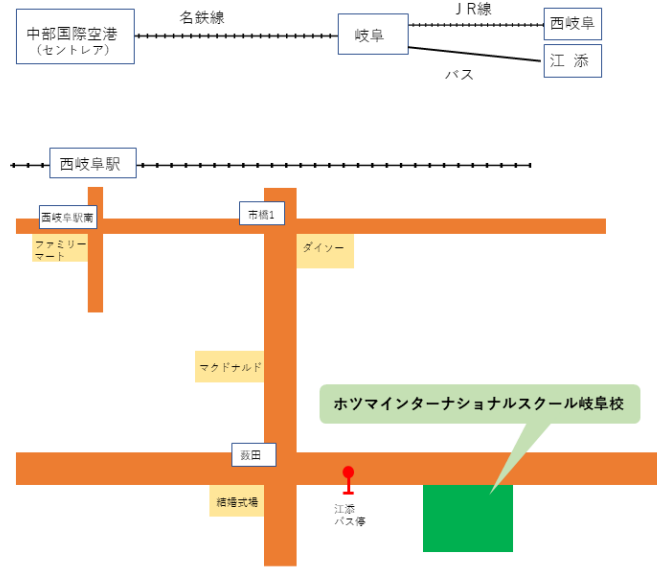 名鉄線
ＪＲ線
中部国際空港
（セントレア）
岐阜
西岐阜
江 添
バス
西岐阜駅
西岐阜駅南
市橋1
ファミリー
マート
ダイソー
マクドナルド
ホツマインターナショナルスクール岐阜校
薮田
結婚式場
江添
バス停